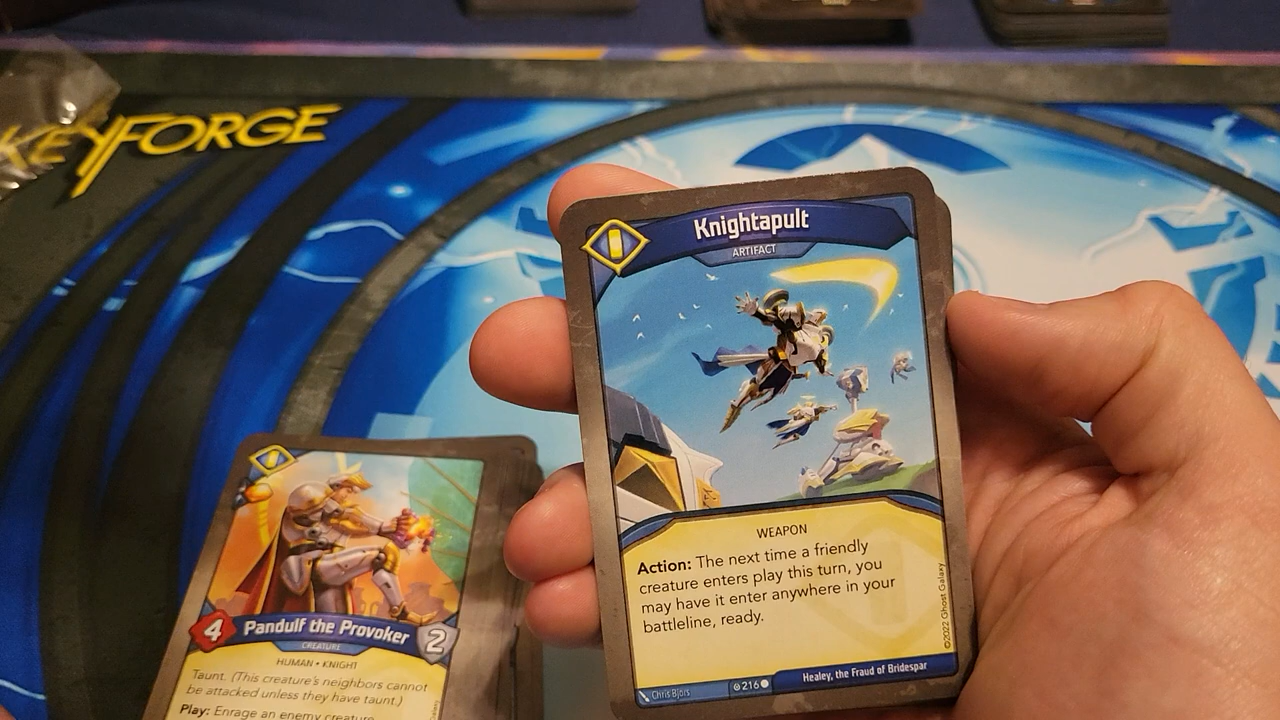 KEYFORGE
Knightapult
ARTIFACT
WEAPON
Action: The next time a friendly
creature enters play this turn, you
may have it enter anywhere in your
battleline, ready.
©2022 Ghost Galaxy
Chris Bjors
216
Healey, the Fraud of Bridespar
4
Pandulf the Provoker
2
CREATURE
HUMAN • KNIGHT
Taunt. (This creature's neighbors cannot
be attacked unless they have taunt.)
Play: Enrage an enemy creature